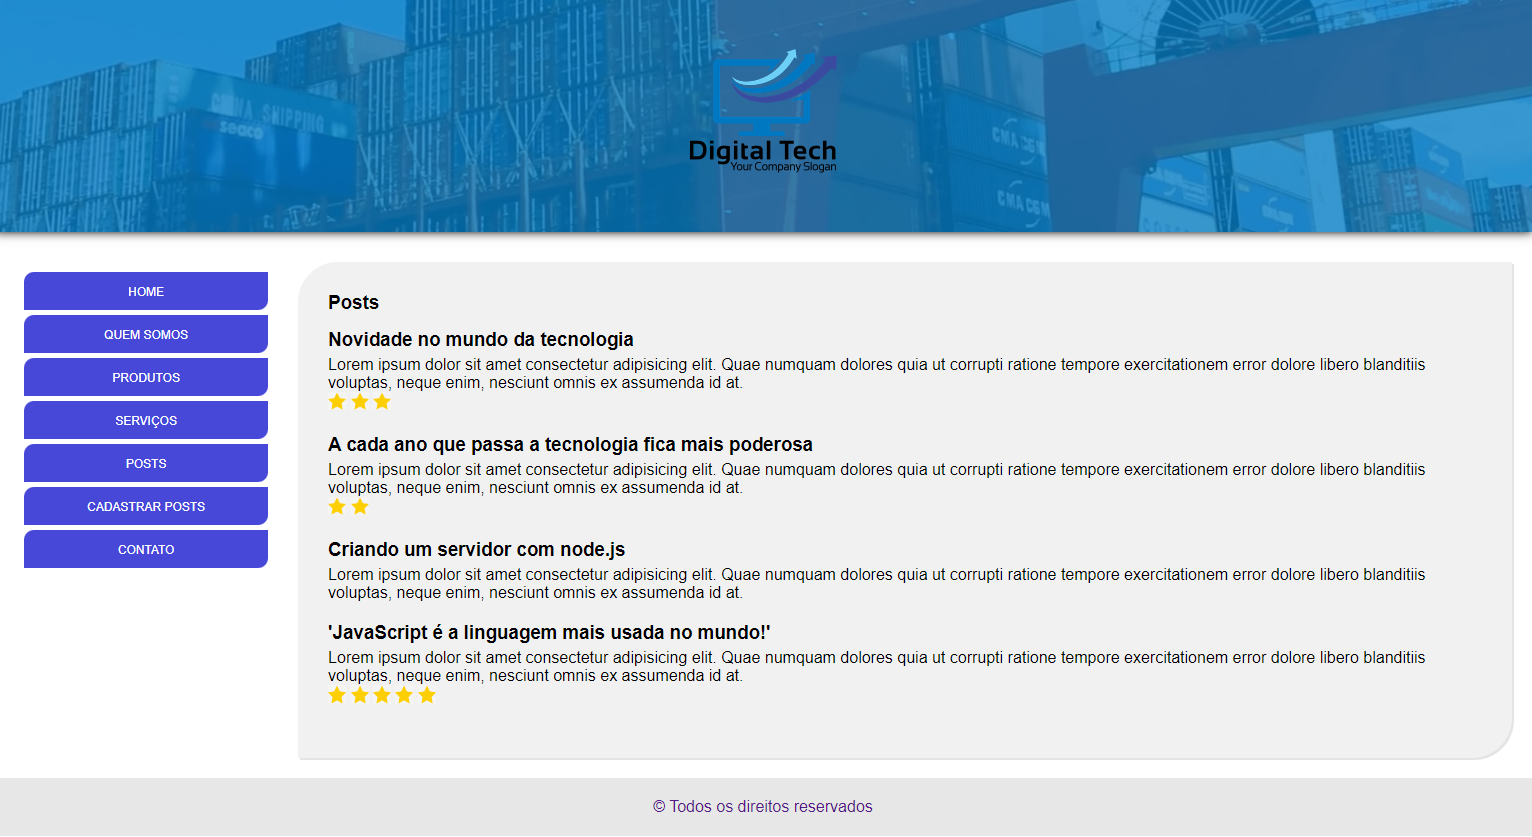 CMA SHIPPING
seaco
CMA CGM
CMA CGM
Digital Tech
Your Company Slogan
HOME
QUEM SOMOS
PRODUTOS
SERVIÇOS
POSTS
CADASTRAR POSTS
CONTATO
Posts
Novidade no mundo da tecnologia
Lorem ipsum dolor sit amet consectetur adipisicing elit. Quae numquam dolores quia ut corrupti ratione tempore exercitationem error dolore libero blanditiis
voluptas, neque enim, nesciunt omnis ex assumenda id at.
A cada ano que passa a tecnologia fica mais poderosa
Lorem ipsum dolor sit amet consectetur adipisicing elit. Quae numquam dolores quia ut corrupti ratione tempore exercitationem error dolore libero blanditiis
voluptas, neque enim, nesciunt omnis ex assumenda id at.
Criando um servidor com node.js
Lorem ipsum dolor sit amet consectetur adipisicing elit. Quae numquam dolores quia ut corrupti ratione tempore exercitationem error dolore libero blanditiis
voluptas, neque enim, nesciunt omnis ex assumenda id at.
'JavaScript é a linguagem mais usada no mundo!'
Lorem ipsum dolor sit amet consectetur adipisicing elit. Quae numquam dolores quia ut corrupti ratione tempore exercitationem error dolore libero blanditiis
voluptas, neque enim, nesciunt omnis ex assumenda id at.
© Todos os direitos reservados